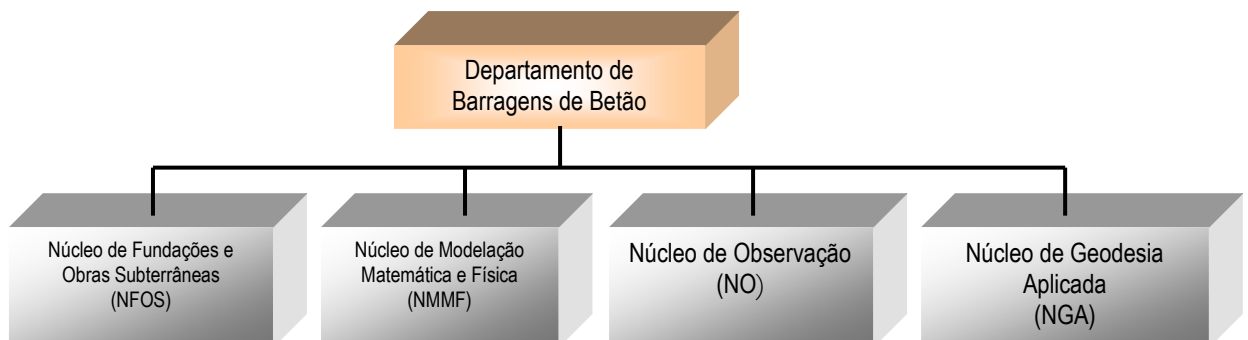 Departamento de
Barragens de Betão
Núcleo de Fundações e
Obras Subterrâneas
(NFOS)
Núcleo de Modelação
Matemática e Física
(NMMF)
Núcleo de Observação
(NO)
Núcleo de Geodesia
Aplicada
(NGA)